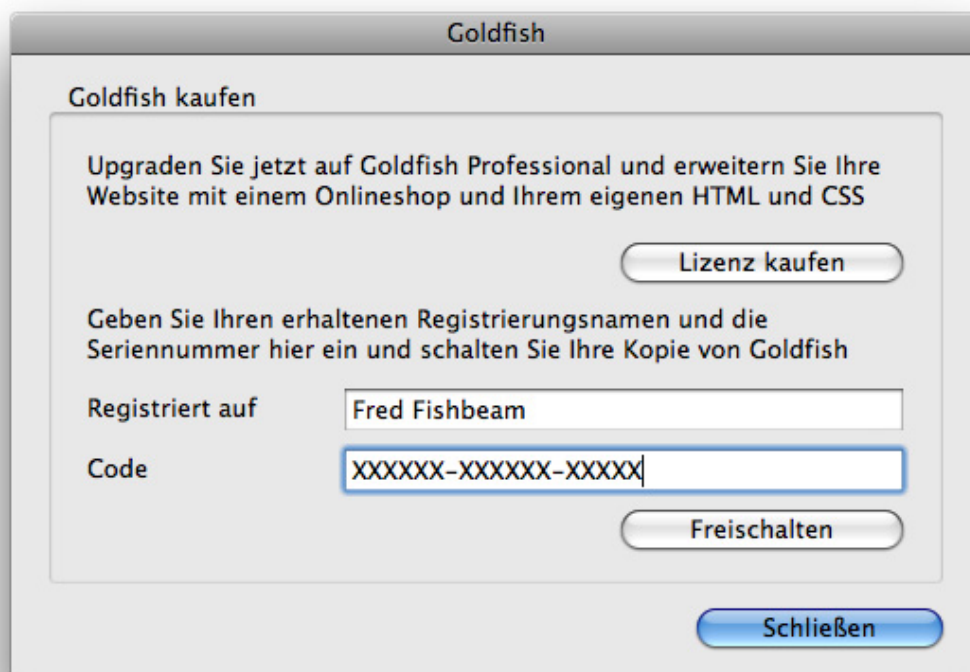 Goldfish
Goldfish kaufen
Upgraden Sie jetzt auf Goldfish Professional und erweitern Sie Ihre
Website mit einem Onlineshop und Ihrem eigenen HTML und CSS
Lizenz kaufen
Geben Sie Ihren erhaltenen Registrierungsnamen und die
Seriennummer hier ein und schalten Sie Ihre Kopie von Goldfish
Registriert auf Fred Fishbeam
Code XXXXXX-XXXXXX-XXXXX
Freischalten
Schließen